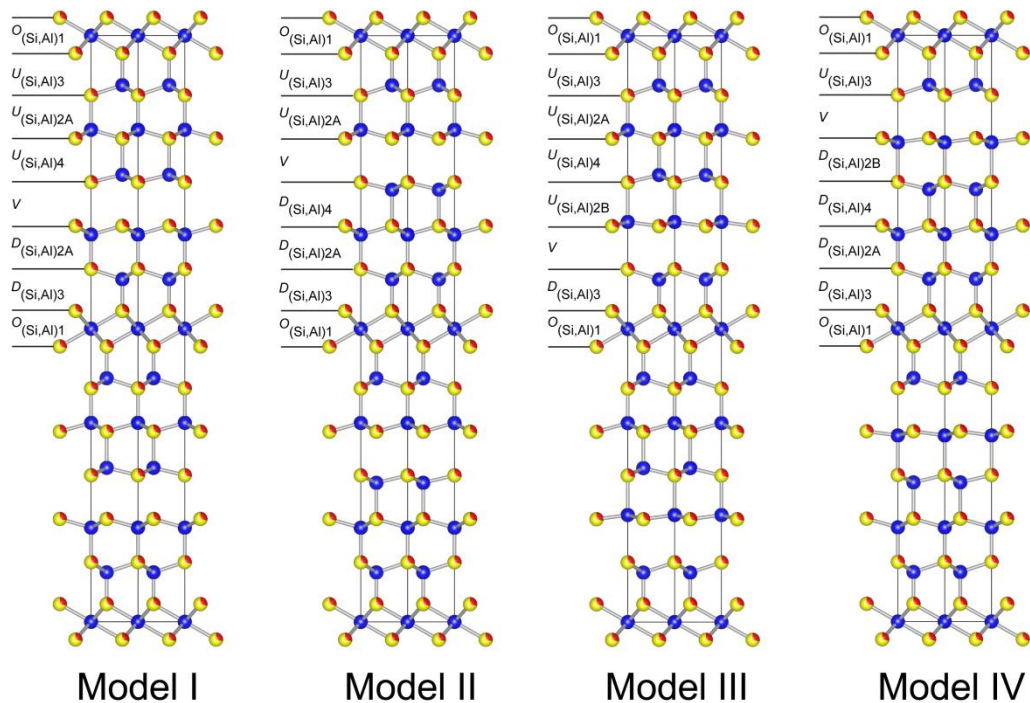 O(Si,Al)1
U(Si,Al)3
U(Si,Al)2A
U(Si,Al)4
V
D(Si,Al)2A
D(Si,Al)3
O(Si,Al)1
Model I
O(Si,Al)1
U(Si,Al)3
U(Si,Al)2A
V
D(Si,Al)4
D(Si,Al)2A
D(Si,Al)3
O(Si,Al)1
Model II
O(Si,Al)1
U(Si,Al)3
U(Si,Al)2A
U(Si,Al)4
U(Si,Al)2B
V
D(Si,Al)3
O(Si,Al)1
Model III
O(Si,Al)1
U(Si,Al)3
V
D(Si,Al)2B
D(Si,Al)4
D(Si,Al)2A
D(Si,Al)3
O(Si,Al)1
Model IV